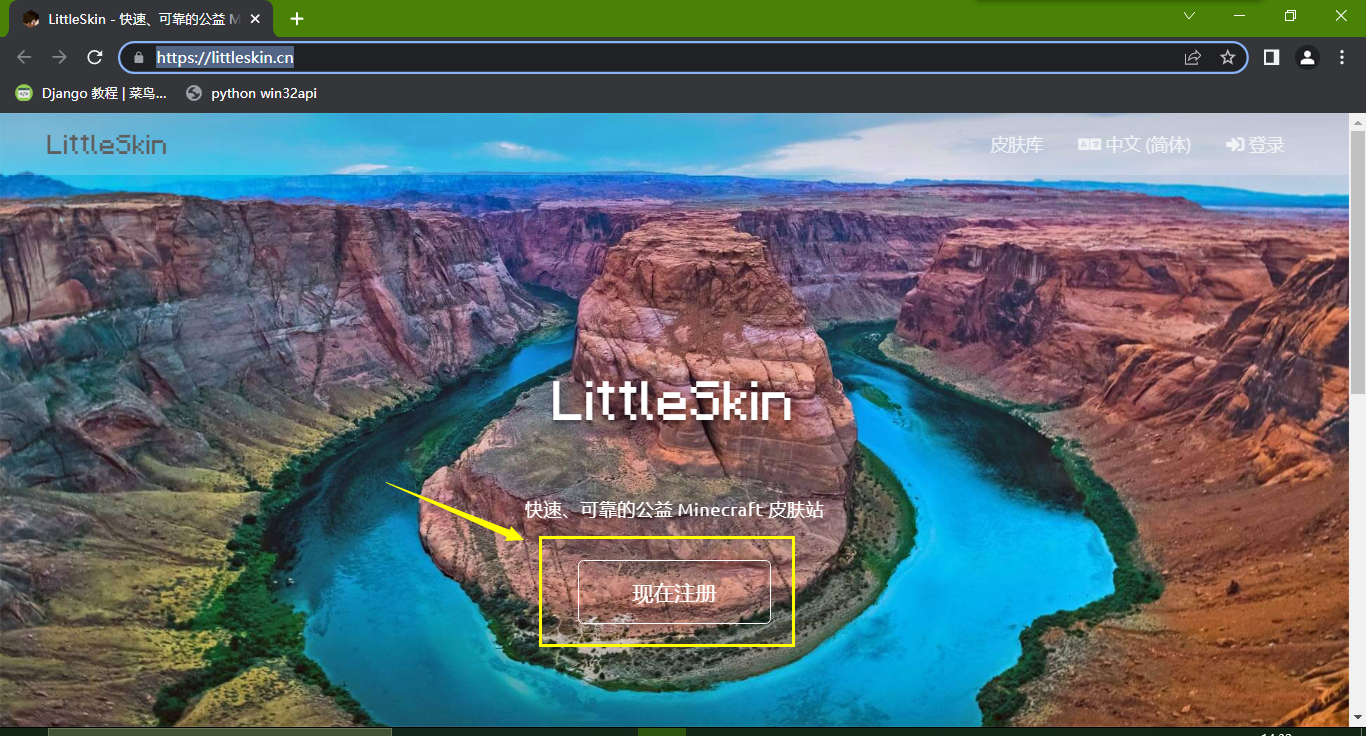 LittleSkin - 快速、可靠的公益 M
https://littleskin.cn
Django 教程 | 菜鸟...
python win32api
LittleSkin
皮肤库
中文 (简体)
登录
LittleSkin
快速、可靠的公益 Minecraft 皮肤站
现在注册